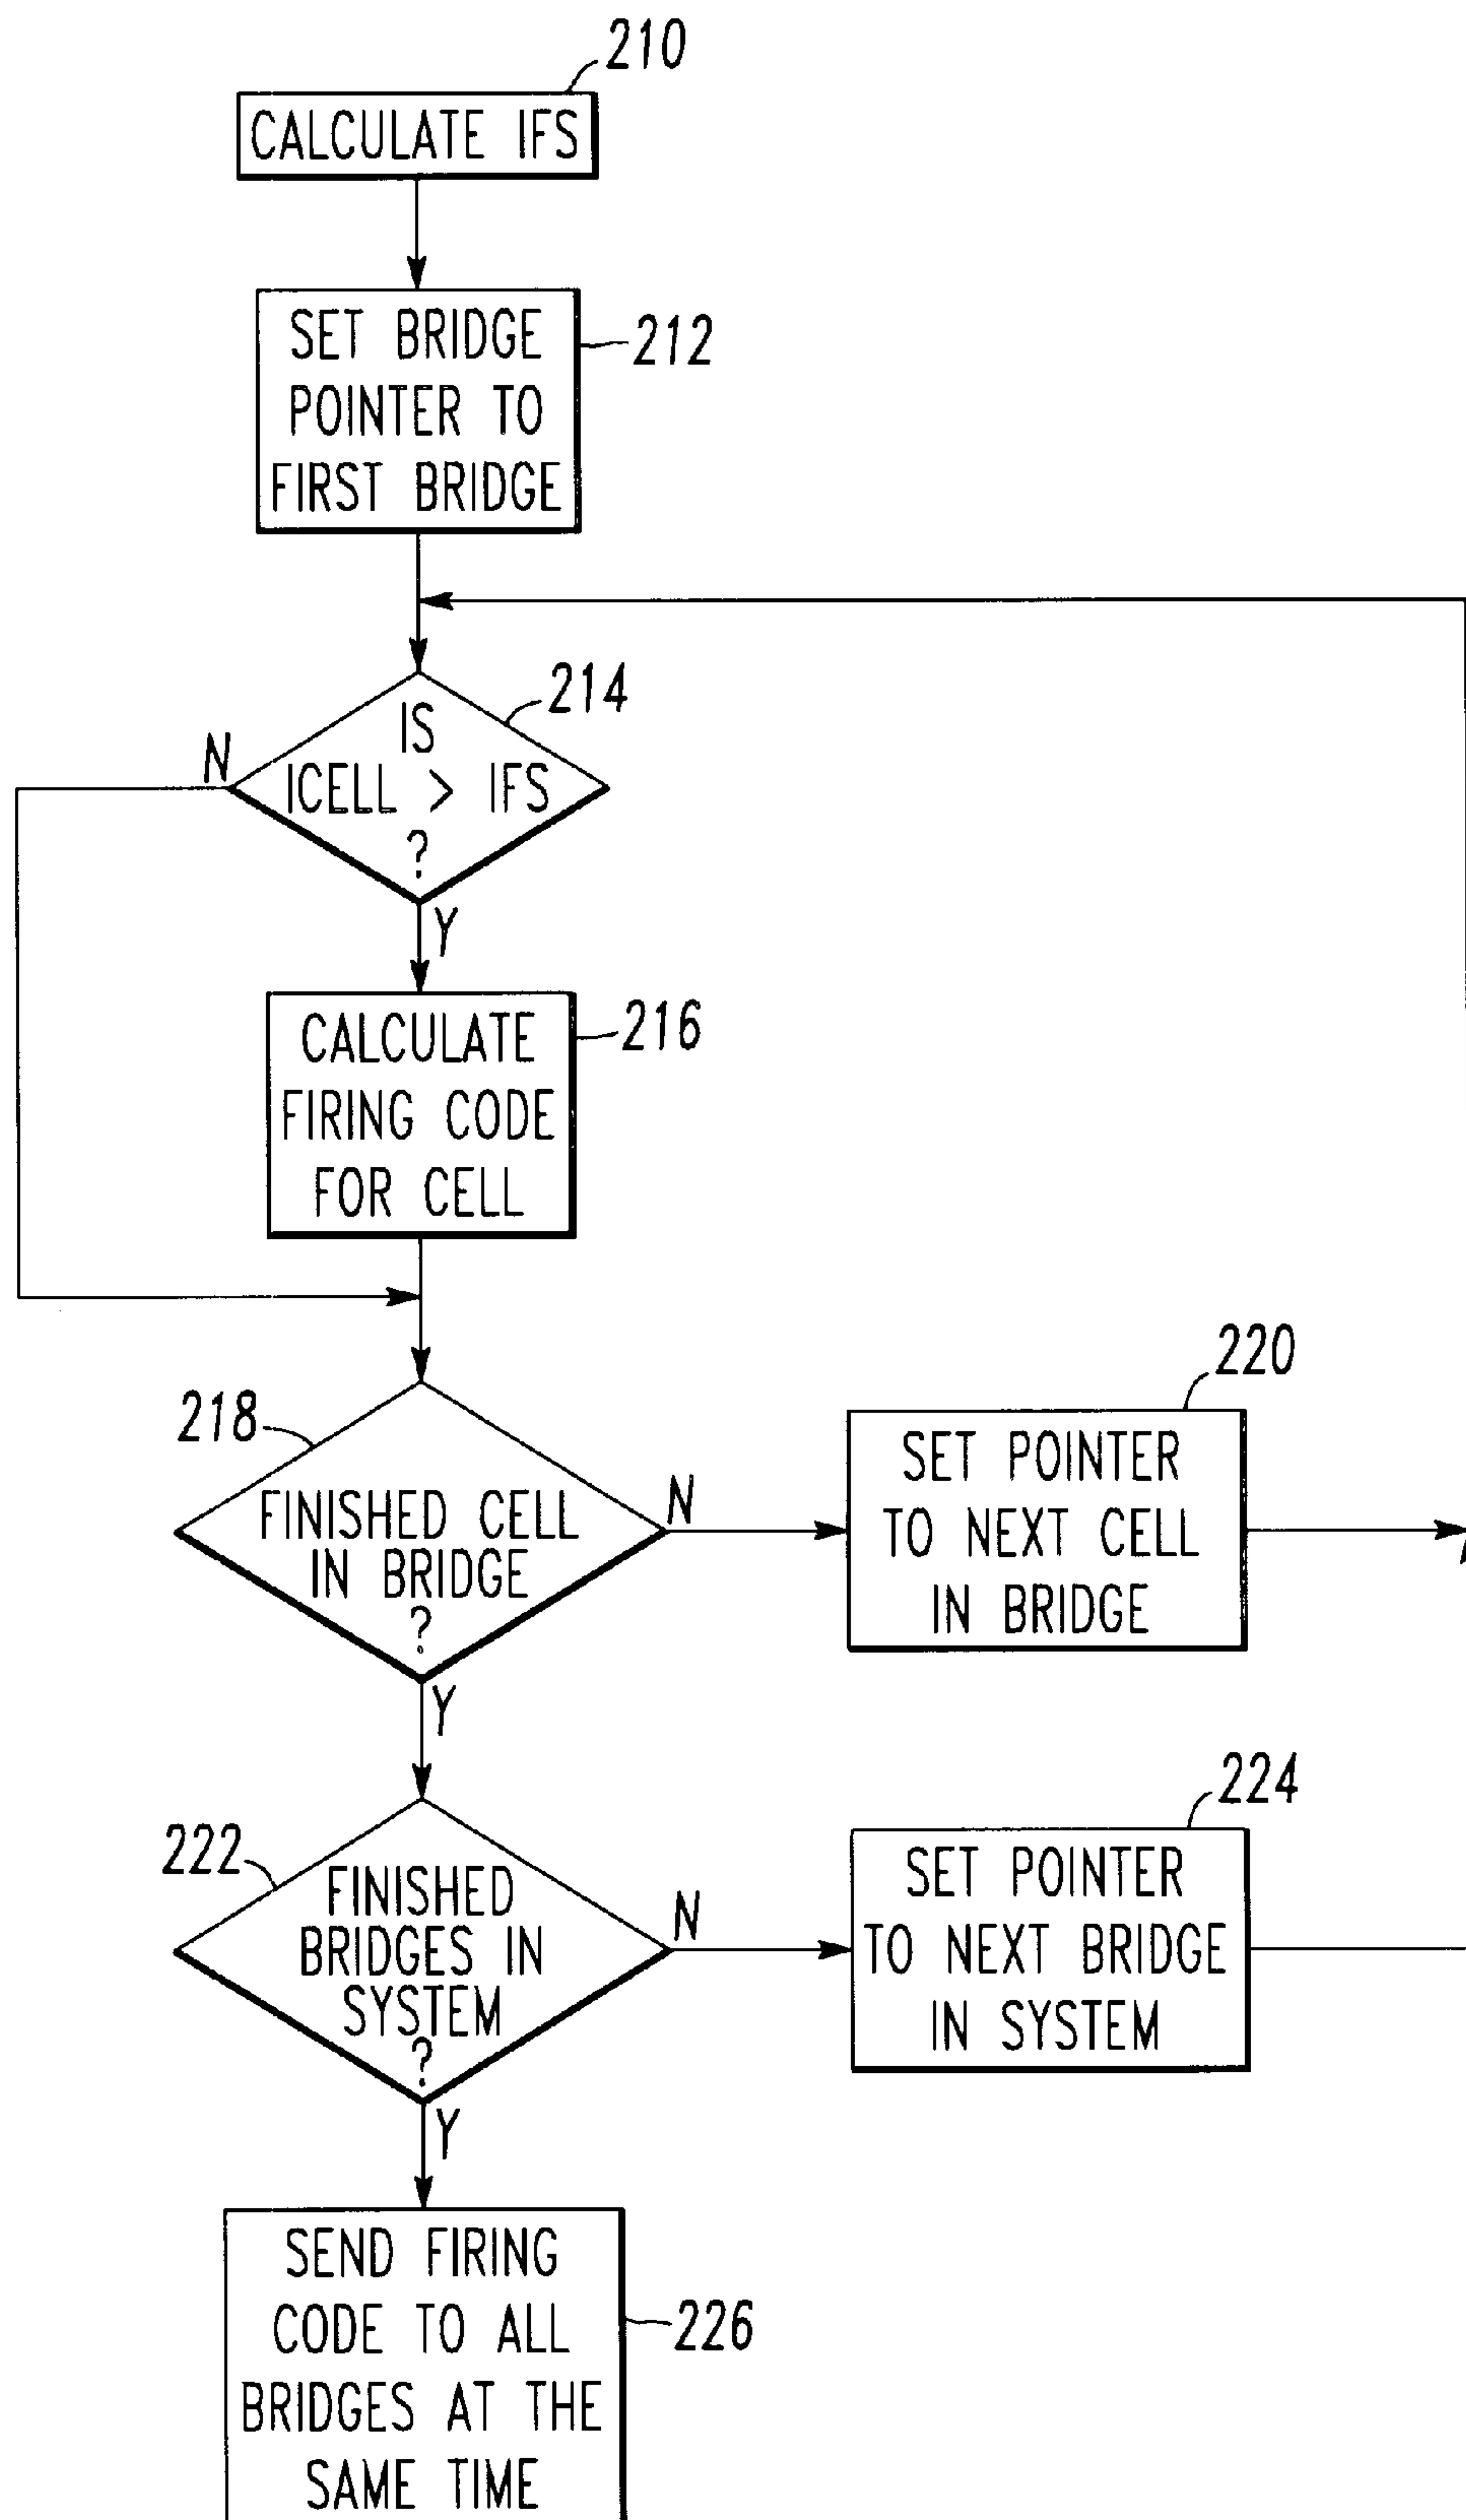 210
CALCULATE IFS
SET BRIDGE
POINTER TO
FIRST BRIDGE
212
214
IS
ICELL > IFS
?
N
Y
CALCULATE
FIRING CODE
FOR CELL
216
218
FINISHED CELL
IN BRIDGE
?
N
Y
220
SET POINTER
TO NEXT CELL
IN BRIDGE
222
FINISHED
BRIDGES IN
SYSTEM
?
N
Y
224
SET POINTER
TO NEXT BRIDGE
IN SYSTEM
SEND FIRING
CODE TO ALL
BRIDGES AT THE
SAME TIME
226